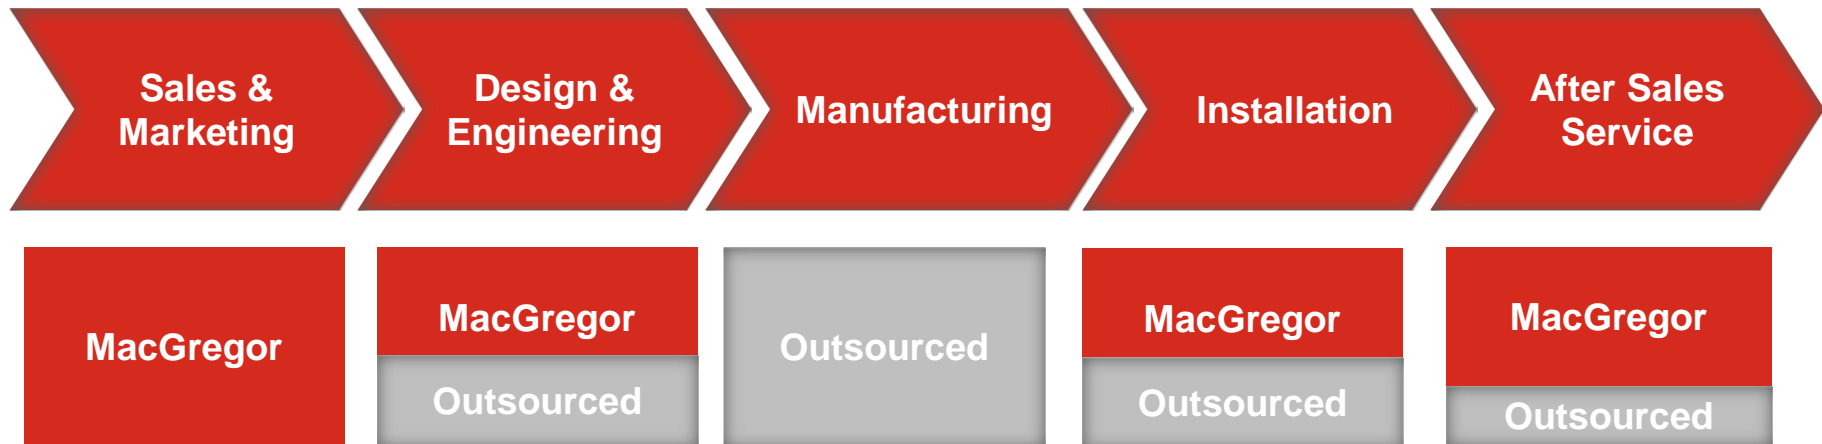 Sales &
Marketing
Design &
Engineering
Manufacturing
Installation
After Sales
Service
MacGregor
MacGregor
Outsourced
Outsourced
MacGregor
Outsourced
MacGregor
Outsourced